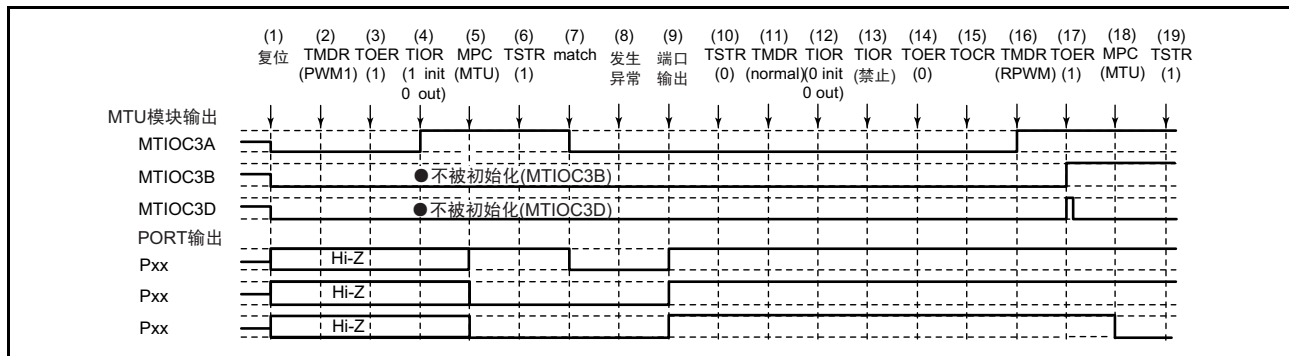 (1) (2) (3) (4) (5) (6) (7) (8) (9) (10) (11) (12) (13) (14) (15) (16) (17) (18) (19)
复位 TMDR TOER TIOR MPC TSTR match 发生 端口 TSTR TMDR TIOR TIOR TOER TOCR TMDR TOER MPC TSTR
(PWM1) (1) (1 init (MTU) (1) 异常 输出 (0) (normal) (0 init (禁止) (0) (RPWM) (1) (MTU) (1)
0 out) 0 out)
MTU模块输出
MTIOC3A
MTIOC3B ●不被初始化(MTIOC3B)
MTIOC3D ●不被初始化(MTIOC3D)
PORT输出
Pxx Hi-Z
Pxx Hi-Z
Pxx Hi-Z